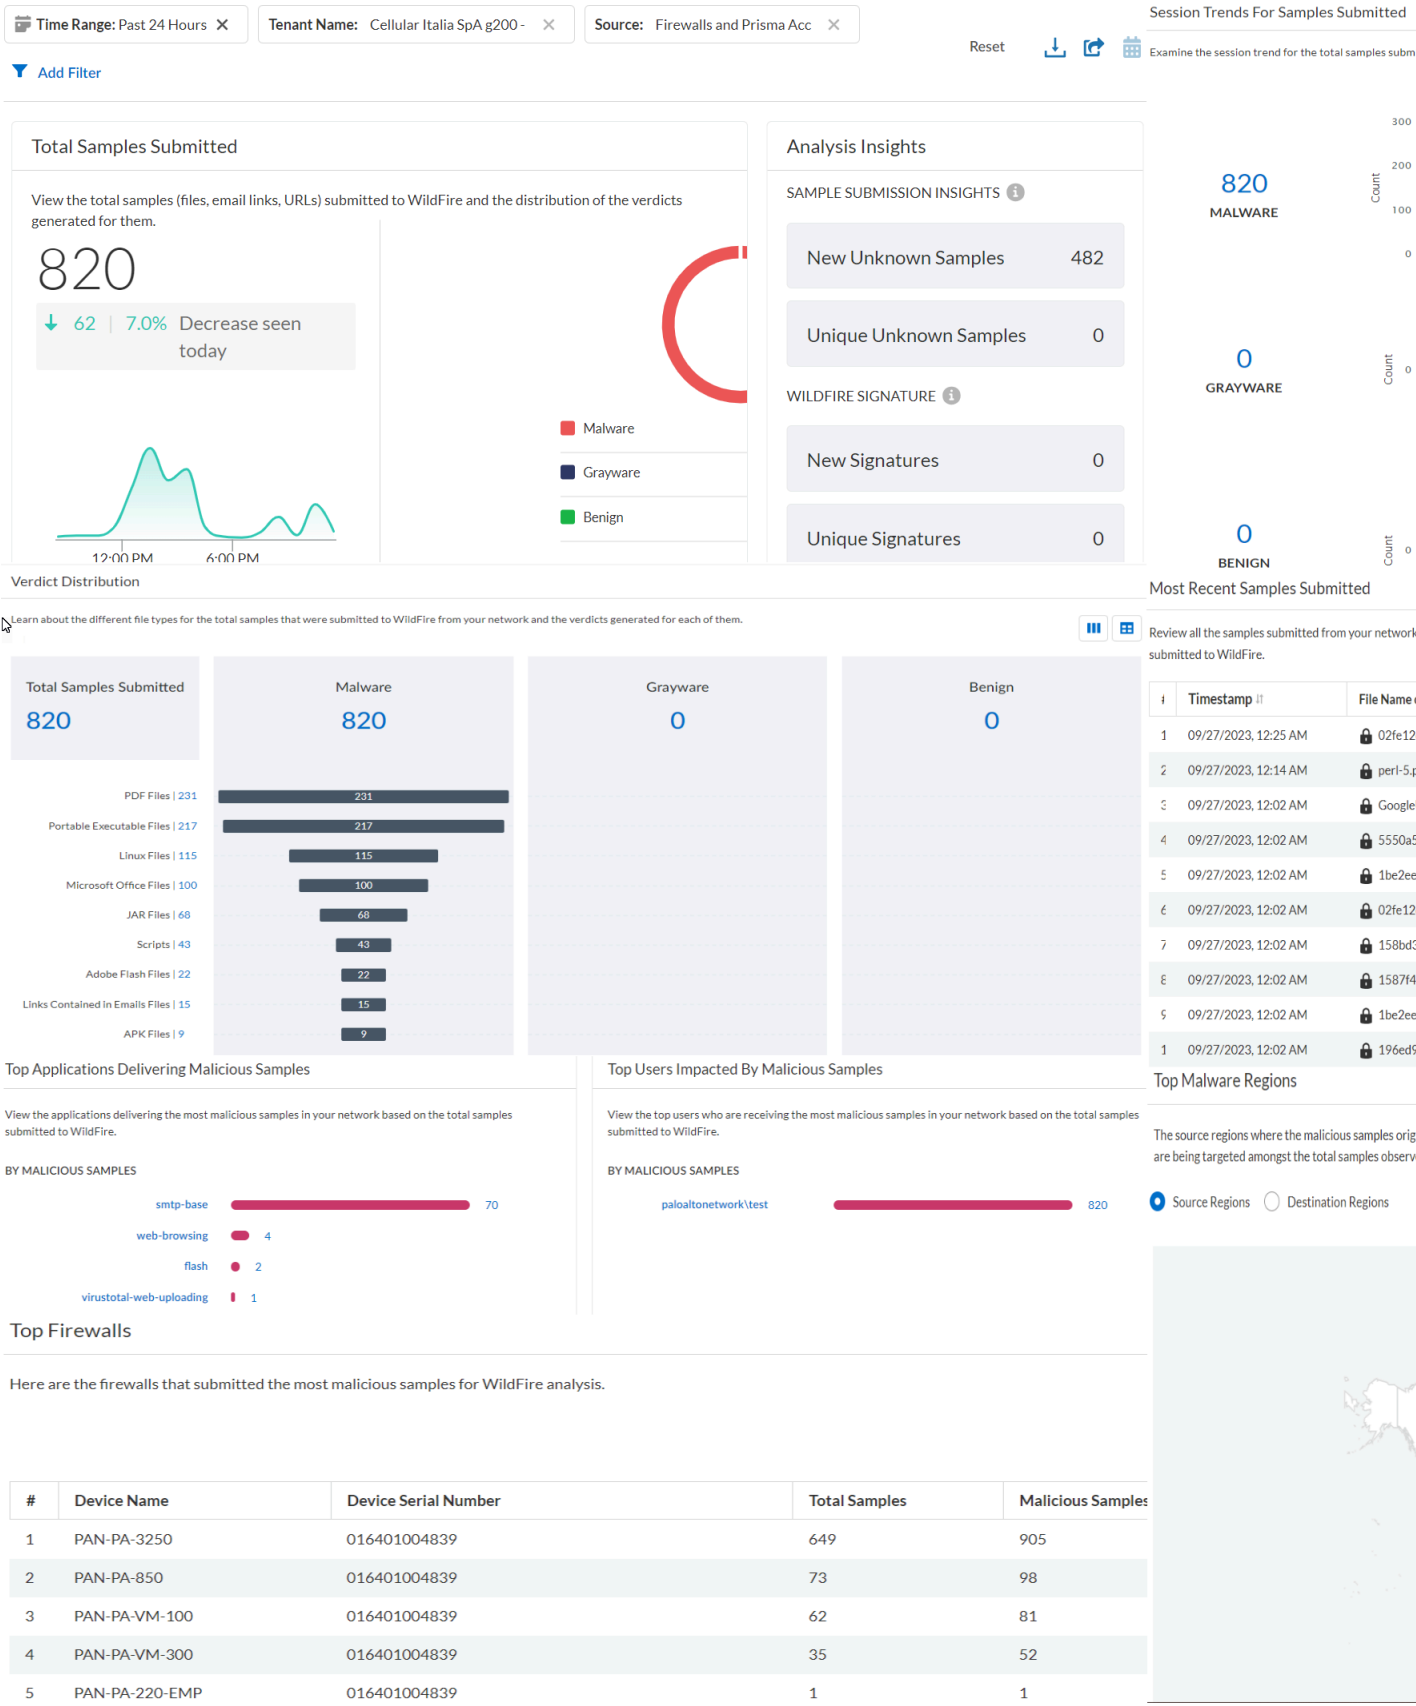 Time Range: Past 24 Hours
Tenant Name: Cellular Italia SpA g200 -
Source: Firewalls and Prisma Acc
Reset
Add Filter
Total Samples Submitted
View the total samples (files, email links, URLs) submitted to WildFire and the distribution of the verdicts
generated for them.
820
62 | 7.0% Decrease seen
today
12:00 PM 6:00 PM
Malware
Grayware
Benign
Analysis Insights
SAMPLE SUBMISSION INSIGHTS
New Unknown Samples 482
Unique Unknown Samples 0
WILDFIRE SIGNATURE
New Signatures 0
Unique Signatures 0
Session Trends For Samples Submitted
Examine the session trend for the total samples subm
820
MALWARE
Count
300
200
100
0
0
GRAYWARE
Count
0
0
BENIGN
Count
0
Verdict Distribution
Learn about the different file types for the total samples that were submitted to WildFire from your network and the verdicts generated for each of them.
Total Samples Submitted
820
Malware
820
Grayware
0
Benign
0
PDF Files | 231 231
Portable Executable Files | 217 217
Linux Files | 115 115
Microsoft Office Files | 100 100
JAR Files | 68 68
Scripts | 43 43
Adobe Flash Files | 22 22
Links Contained in Emails Files | 15 15
APK Files | 9 9
Most Recent Samples Submitted
Review all the samples submitted from your network
submitted to WildFire.
Timestamp File Name
1 09/27/2023, 12:25 AM 02fe12
2 09/27/2023, 12:14 AM perl-5.p
3 09/27/2023, 12:02 AM Google
4 09/27/2023, 12:02 AM 5550a5
5 09/27/2023, 12:02 AM 1be2ee
6 09/27/2023, 12:02 AM 02fe12
7 09/27/2023, 12:02 AM 158bd3
8 09/27/2023, 12:02 AM 1587f4
9 09/27/2023, 12:02 AM 1be2ee
1 09/27/2023, 12:02 AM 196ed9
Top Applications Delivering Malicious Samples
View the applications delivering the most malicious samples in your network based on the total samples
submitted to WildFire.
BY MALICIOUS SAMPLES
smtp-base 70
web-browsing 4
flash 2
virustotal-web-uploading 1
Top Users Impacted By Malicious Samples
View the top users who are receiving the most malicious samples in your network based on the total samples
submitted to WildFire.
BY MALICIOUS SAMPLES
paloaltonetwork\test 820
Top Malware Regions
The source regions where the malicious samples orig
are being targeted amongst the total samples observ
Source Regions Destination Regions
Top Firewalls
Here are the firewalls that submitted the most malicious samples for WildFire analysis.
# Device Name Device Serial Number Total Samples Malicious Samples
1 PAN-PA-3250 016401004839 649 905
2 PAN-PA-850 016401004839 73 98
3 PAN-PA-VM-100 016401004839 62 81
4 PAN-PA-VM-300 016401004839 35 52
5 PAN-PA-220-EMP 016401004839 1 1